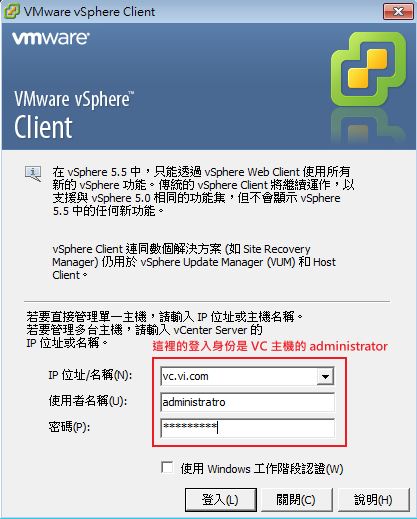 VMware vSphere Client
vmware
VMware vSphere™
Client
在 vSphere 5.5 中，只能透過 vSphere Web Client 使用所有
新的 vSphere 功能。傳統的 vSphere Client 將繼續運作，以
支援與 vSphere 5.0 相同的功能集，但不會顯示 vSphere
5.5 中的任何新功能。
vSphere Client 連同數個解決方案 (如 Site Recovery
Manager) 仍用於 vSphere Update Manager (VUM) 和 Host
Client。
若要直接管理單一主機，請輸入 IP 位址或主機名稱。
若要管理多台主機，請輸入 vCenter Server 的
IP 位址或名稱。
這裡的登入身份是 VC 主機的 administrator
IP 位址/名稱(N):
vc.vi.com
使用者名稱(U):
administratro
密碼(P):
*********
使用 Windows 工作階段認證(W)
登入(L)
關閉(C)
說明(H)